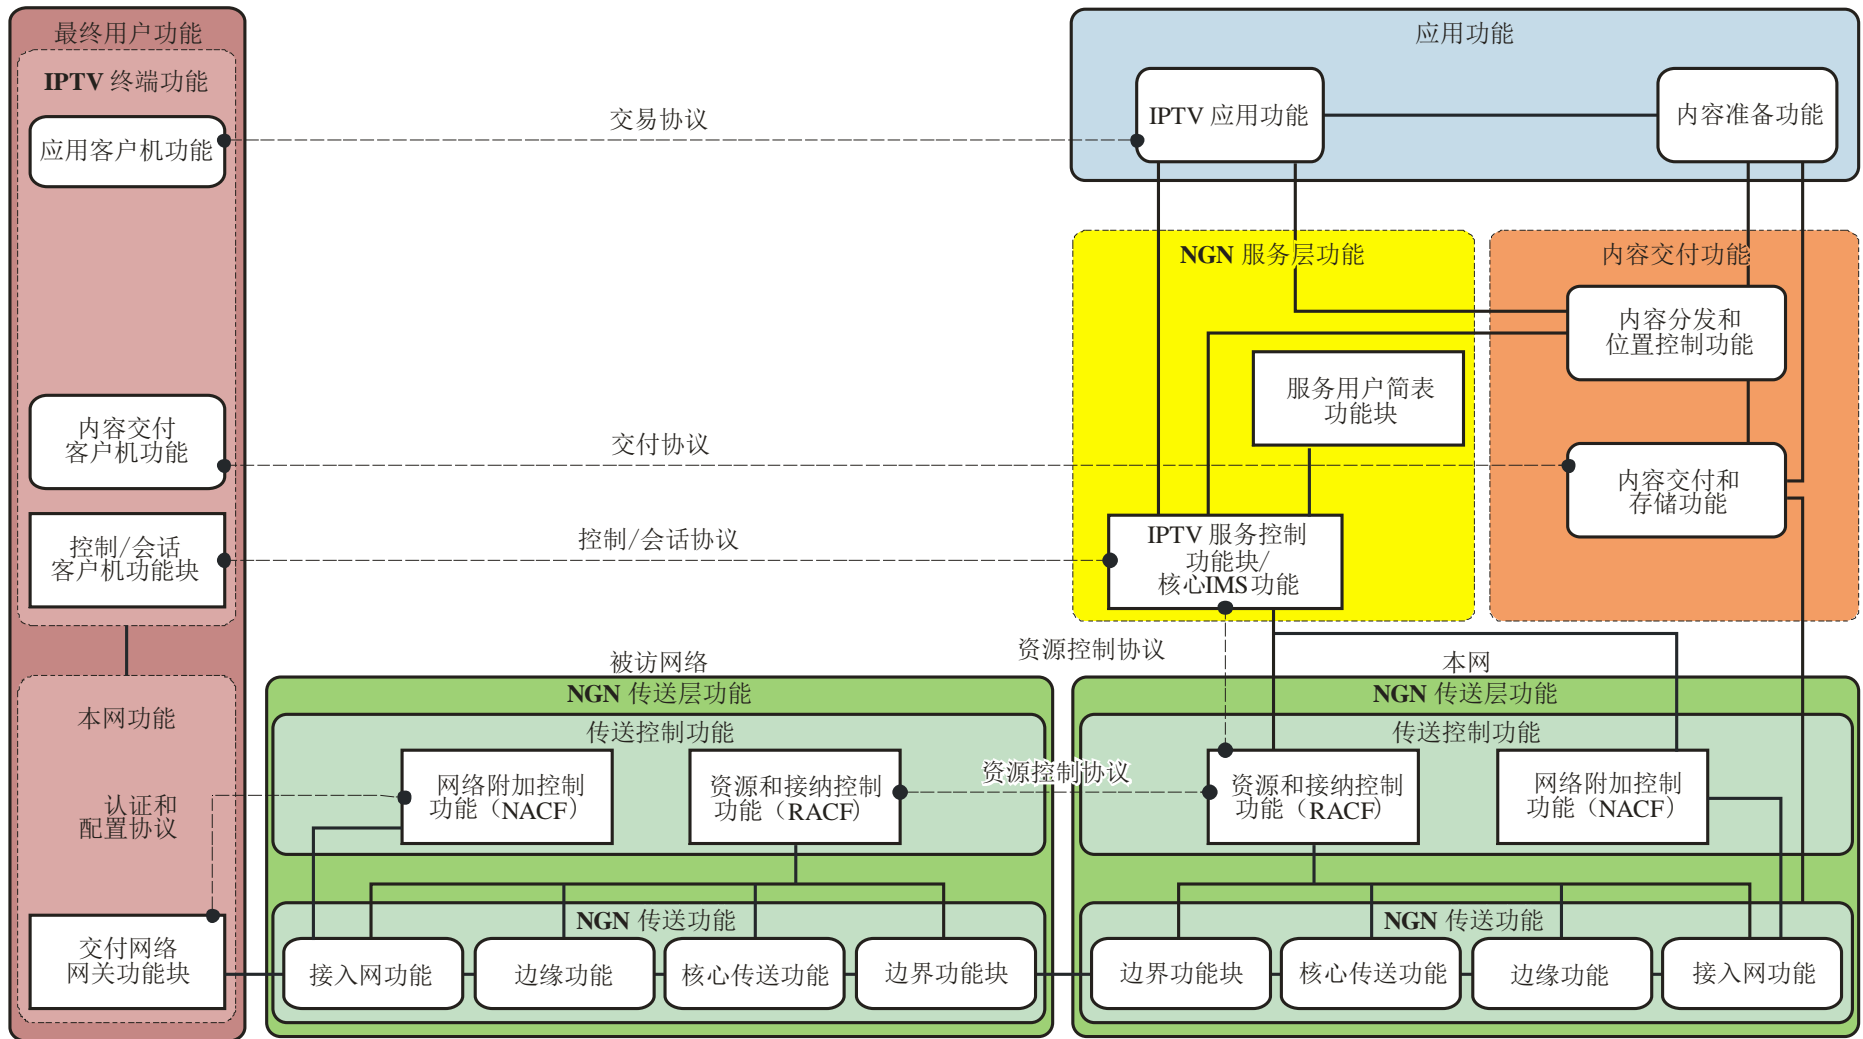 最终用户功能
IPTV 终端功能
应用客户机功能
内容交付
客户机功能
控制/会话
客户机功能块
本网功能
认证和
配置协议
交付网络
网关功能块
交易协议
交付协议
控制/会话协议
应用功能
IPTV 应用功能
内容准备功能
NGN 服务层功能
服务用户简表
功能块
IPTV 服务控制
功能块/
核心IMS功能
内容交付功能
内容分发和
位置控制功能
内容交付和
存储功能
资源控制协议
被访网络
NGN 传送层功能
传送控制功能
网络附加控制
功能（NACF）
资源和接纳控制
功能（RACF）
NGN 传送功能
接入网功能
边缘功能
核心传送功能
边界功能块
资源控制协议
本网
NGN 传送层功能
传送控制功能
资源和接纳控制
功能（RACF）
网络附加控制
功能（NACF）
NGN 传送功能
边界功能块
核心传送功能
边缘功能
接入网功能